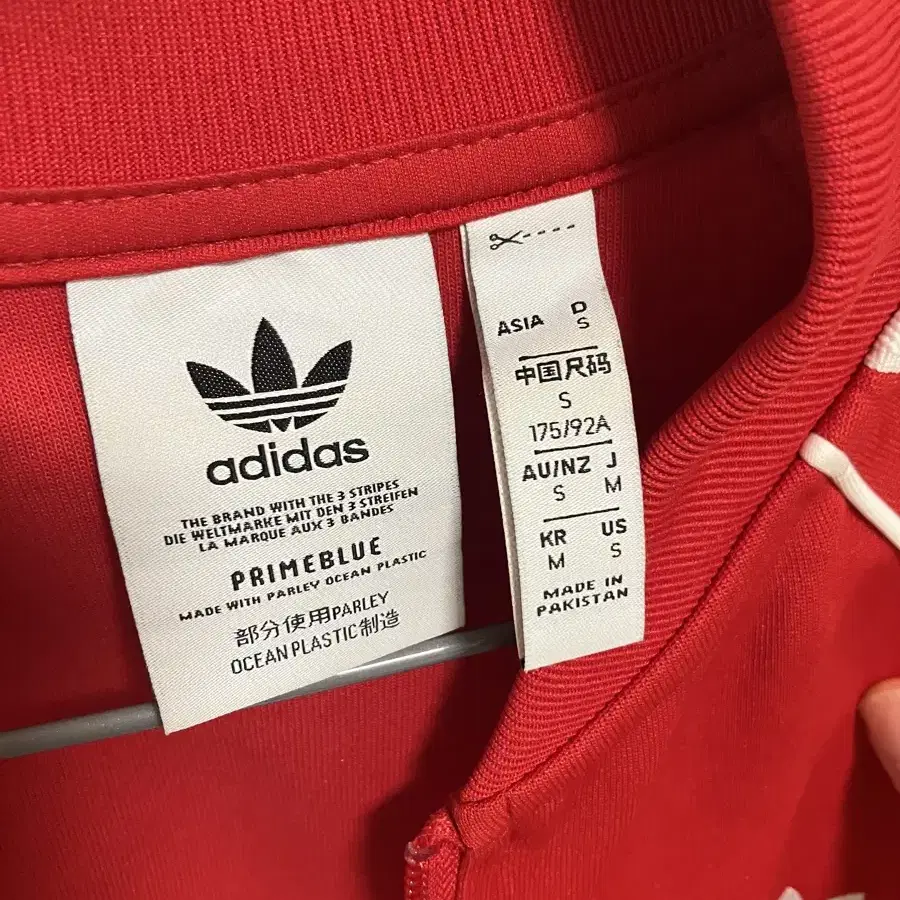 adidas
THE BRAND WITH THE 3 STRIPES
DIE WELTMARKE MIT DEN 3 STREIFEN
LA MARQUE AUX 3 BANDES
PRIMEBLUE
MADE WITH PARLEY OCEAN PLASTIC
部分使用PARLEY
OCEAN PLASTIC制造
ASIA D
S
中国尺码
S
175/92A
AU/NZ J
S M
KR US
M S
MADE IN
PAKISTAN